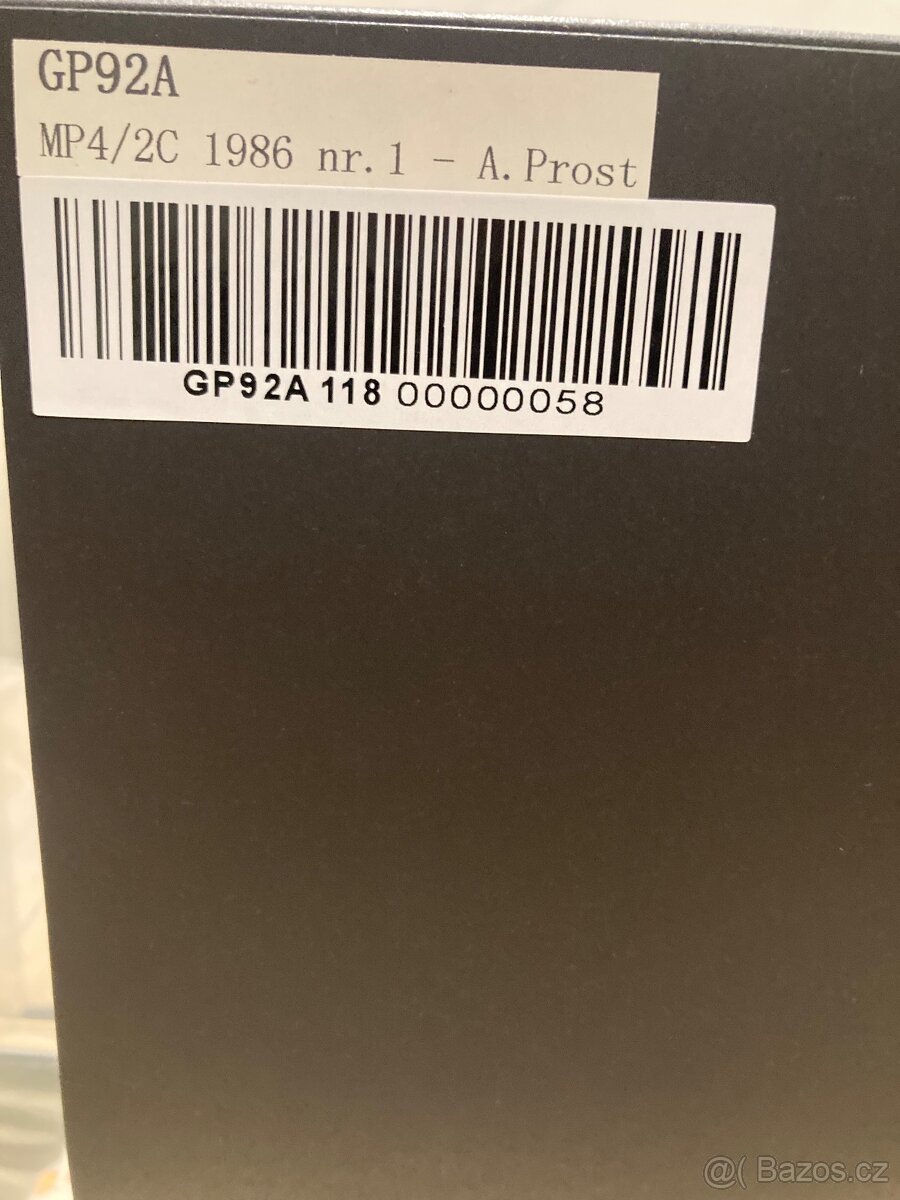 GP92A
MP4/2C 1986 nr.1 - A.Prost
GP92A 118 00000058
@( Bazos.cz